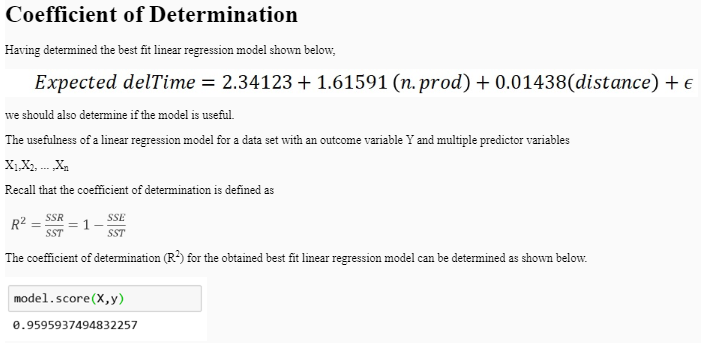 Coefficient of Determination
Having determined the best fit linear regression model shown below,
Expected delTime = 2.34123 + 1.61591 (n. prod) + 0.01438(distance) + ϵ
we should also determine if the model is useful.
The usefulness of a linear regression model for a data set with an outcome variable Y and multiple predictor variables
X₁,X₂, ... ,Xₙ
Recall that the coefficient of determination is defined as
R² = SSR/SST = 1 − SSE/SST
The coefficient of determination (R²) for the obtained best fit linear regression model can be determined as shown below.
model.score(X,y)
0.9595937494832257